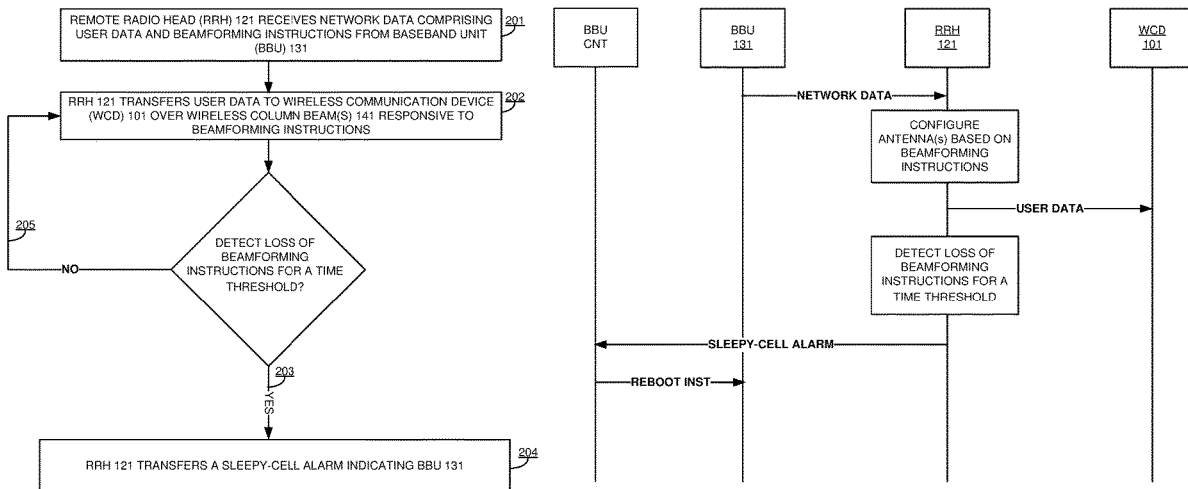 REMOTE RADIO HEAD (RRH) 121 RECEIVES NETWORK DATA COMPRISING
USER DATA AND BEAMFORMING INSTRUCTIONS FROM BASEBAND UNIT
(BBU) 131
201
RRH 121 TRANSFERS USER DATA TO WIRELESS COMMUNICATION DEVICE
(WCD) 101 OVER WIRELESS COLUMN BEAM(S) 141 RESPONSIVE TO
BEAMFORMING INSTRUCTIONS
202
205
NO
DETECT LOSS OF
BEAMFORMING
INSTRUCTIONS FOR A TIME
THRESHOLD?
203
YES
RRH 121 TRANSFERS A SLEEPY-CELL ALARM INDICATING BBU 131
204
BBU
CNT
BBU
131
RRH
121
WCD
101
NETWORK DATA
CONFIGURE
ANTENNA(s) BASED ON
BEAMFORMING
INSTRUCTIONS
USER DATA
DETECT LOSS OF
BEAMFORMING
INSTRUCTIONS FOR A
TIME THRESHOLD
SLEEPY-CELL ALARM
REBOOT INST